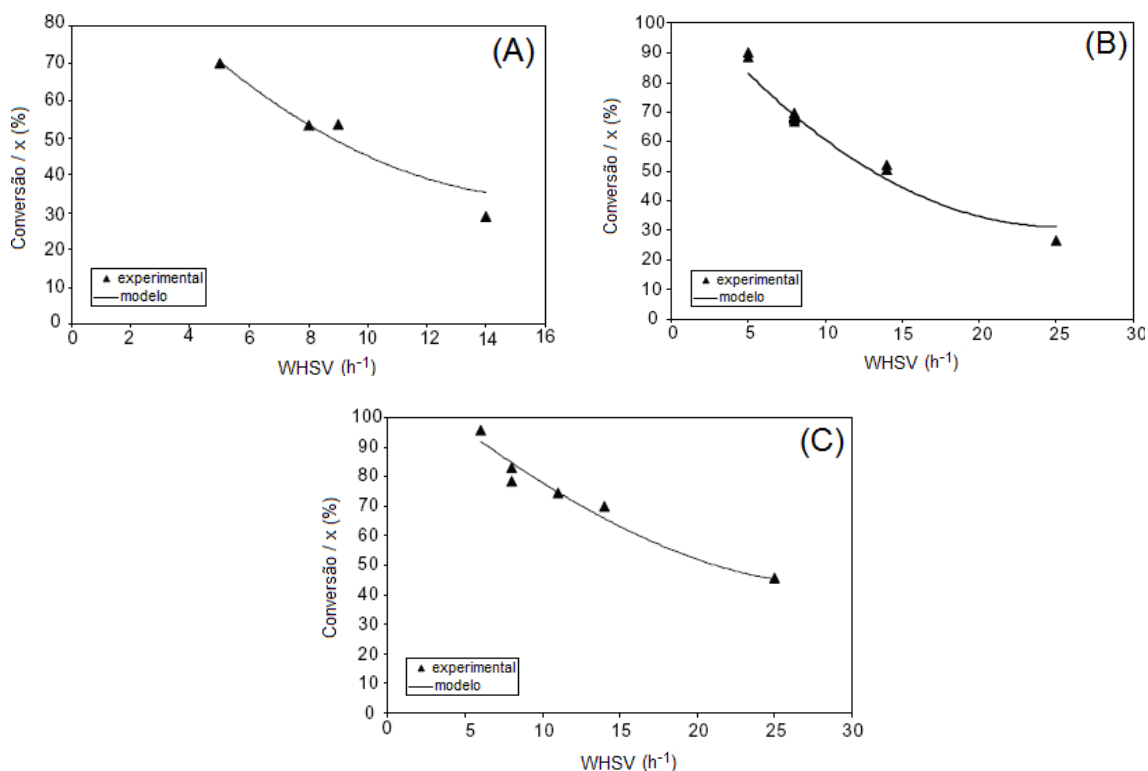 (A)
Conversão / x (%)
80
70
60
50
40
30
20
10
0
0 2 4 6 8 10 12 14 16
WHSV (h⁻¹)
experimental
modelo
(B)
Conversão / x (%)
100
90
80
70
60
50
40
30
20
10
0
0 5 10 15 20 25 30
WHSV (h⁻¹)
experimental
modelo
(C)
Conversão / x (%)
100
90
80
70
60
50
40
30
20
10
0
0 5 10 15 20 25 30
WHSV (h⁻¹)
experimental
modelo